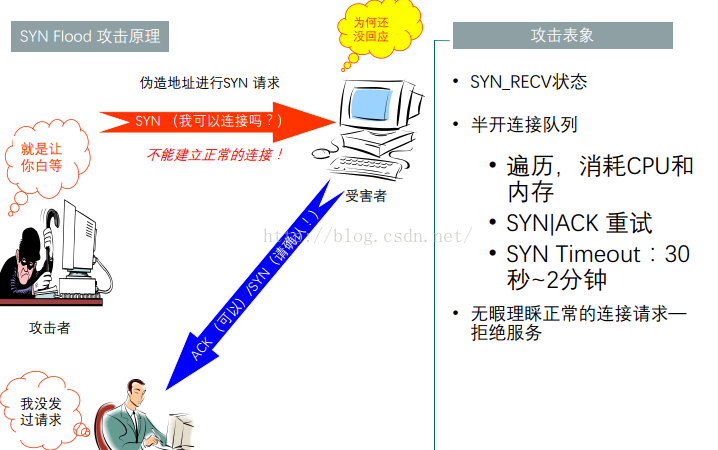 SYN Flood 攻击原理
为何还
没回应
伪造地址进行SYN 请求
SYN （我可以连接吗？）
不能建立正常的连接！
就是让
你白等
受害者
http://blog.csdn.net/
ACK（可以）/SYN（请确认！）
攻击者
我没发
过请求
攻击表象
• SYN_RECV状态
• 半开连接队列
• 遍历，消耗CPU和
内存
• SYN|ACK 重试
• SYN Timeout：30
秒~2分钟
• 无暇理睬正常的连接请求—
拒绝服务